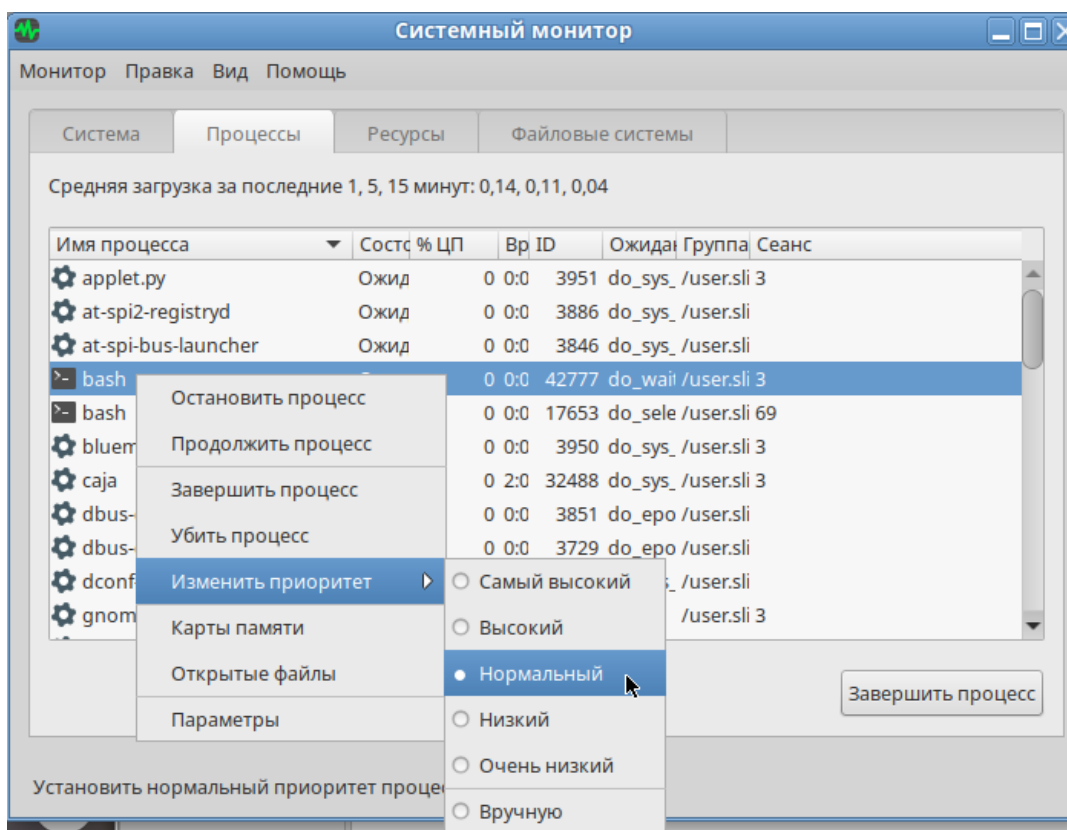 Системный монитор
Монитор Правка Вид Помощь
Система Процессы Ресурсы Файловые системы
Средняя загрузка за последние 1, 5, 15 минут: 0,14, 0,11, 0,04
Имя процесса Состо % ЦП Вр ID Ожидан Группа Сеанс
applet.py Ожид 0 0:0 3951 do_sys_ /user.sli 3
at-spi2-registryd Ожид 0 0:0 3886 do_sys_ /user.sli
at-spi-bus-launcher Ожид 0 0:0 3846 do_sys_ /user.sli
bash 0 0:0 42777 do_wait /user.sli 3
bash 0 0:0 17653 do_sele /user.sli 69
bluem 0 0:0 3950 do_sys_ /user.sli 3
caja 0 2:0 32488 do_sys_ /user.sli 3
dbus- 0 0:0 3851 do_epo /user.sli
dbus- 0 0:0 3729 do_epo /user.sli
dconf s_ /user.sli
gnom /user.sli 3
Остановить процесс
Продолжить процесс
Завершить процесс
Убить процесс
Изменить приоритет
Карты памяти
Открытые файлы
Параметры
Самый высокий
Высокий
Нормальный
Низкий
Очень низкий
Вручную
Завершить процесс
Установить нормальный приоритет проце